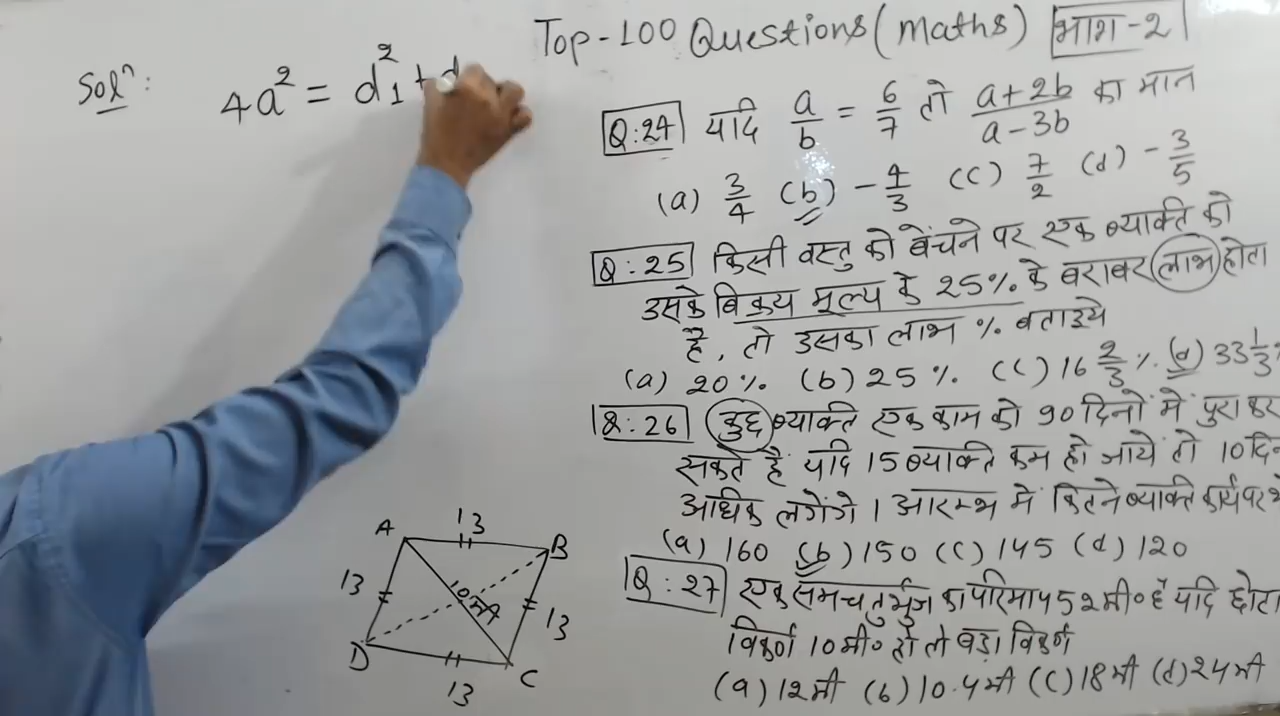 Top-100 Questions (maths) भाग-2
Solⁿ: 4a² = d₁² + d
Q:24 यदि a/b = 6/7 तो (a+2b)/(a-3b) का मान
(a) 3/4 (b) -4/3 (c) 7/2 (d) -3/5
Q:25 किसी वस्तु को बेंचने पर एक व्याक्ति को
उसके विक्रय मूल्य के 25% के बराबर लाभ होता
है, तो उसका लाभ % बताइये
(a) 20% (b) 25% (c) 16 2/3 % (d) 33 1/3
Q:26 कुछ व्याक्ति एक काम को 90 दिनों में पुरा कर
सकते हैं यदि 15 व्याक्ति कम हो जाये तो 10 दिन
अधिक लगेंगे। आरम्भ में कितने व्याक्ति कार्य पर थे
(a) 160 (b) 150 (c) 145 (d) 120
Q:27 एक समचतुर्भुज का परिमाप 52 मी० है यदि छोटा
विकर्ण 10 मी० हो तो बड़ा विकर्ण
(a) 12 मी (b) 10.4 मी (c) 18 मी (d) 24 मी
A 13 B
13 10 मी 13
D 13 C